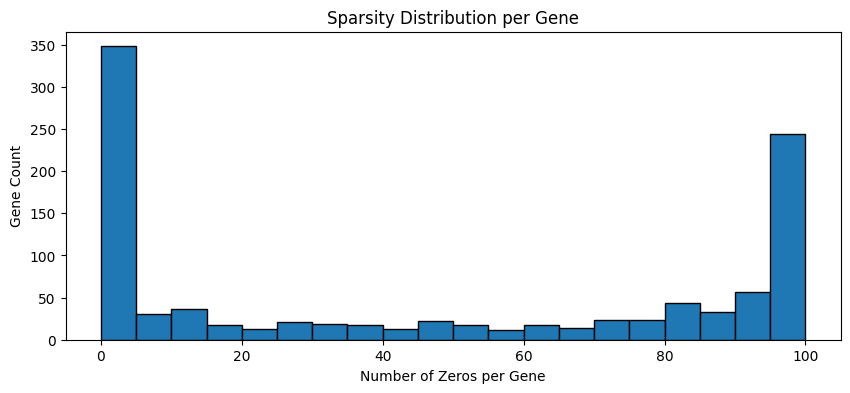 Sparsity Distribution per Gene
Gene Count
350
300
250
200
150
100
50
0
0 20 40 60 80 100
Number of Zeros per Gene